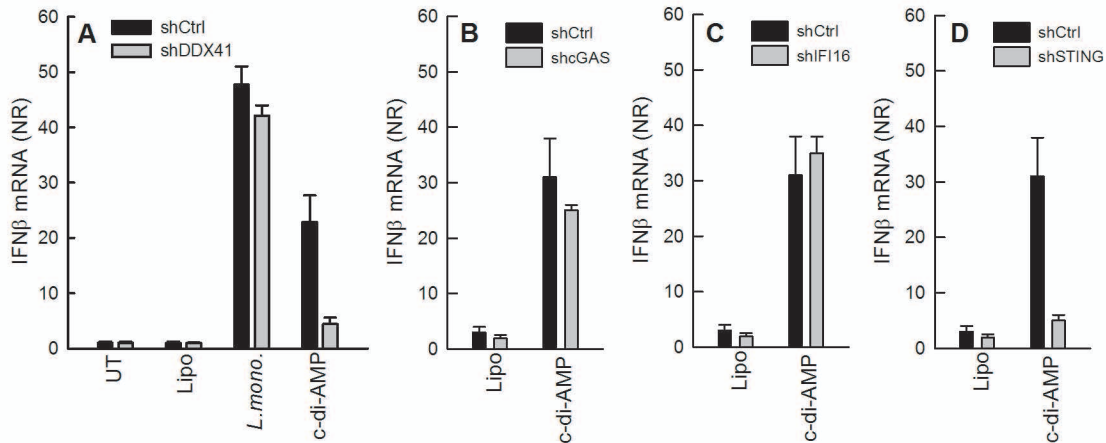 A
shCtrl
shDDX41
IFNβ mRNA (NR)
60
50
40
30
20
10
0
UT
Lipo
L.mono.
c-di-AMP
B
shCtrl
shcGAS
IFNβ mRNA (NR)
60
50
40
30
20
10
0
Lipo
c-di-AMP
C
shCtrl
shIFI16
IFNβ mRNA (NR)
60
50
40
30
20
10
0
Lipo
c-di-AMP
D
shCtrl
shSTING
IFNβ mRNA (NR)
60
50
40
30
20
10
0
Lipo
c-di-AMP